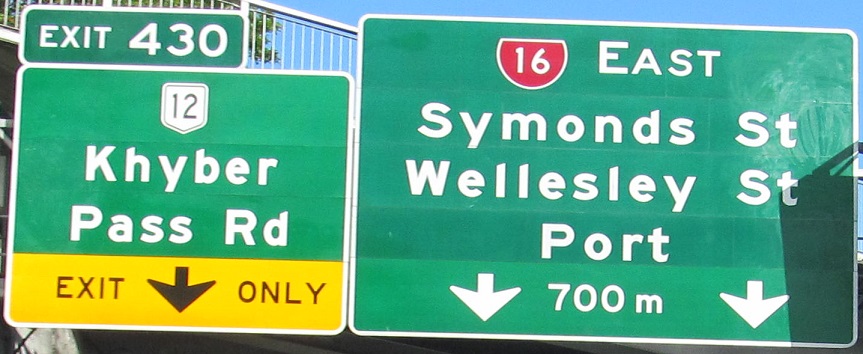 EXIT 430
12
Khyber
Pass Rd
EXIT ONLY
16 EAST
Symonds St
Wellesley St
Port
700 m